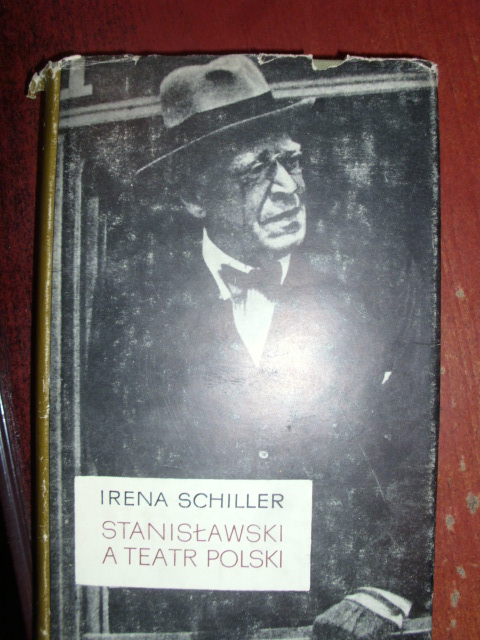 IRENA SCHILLER
STANISŁAWSKI
A TEATR POLSKI